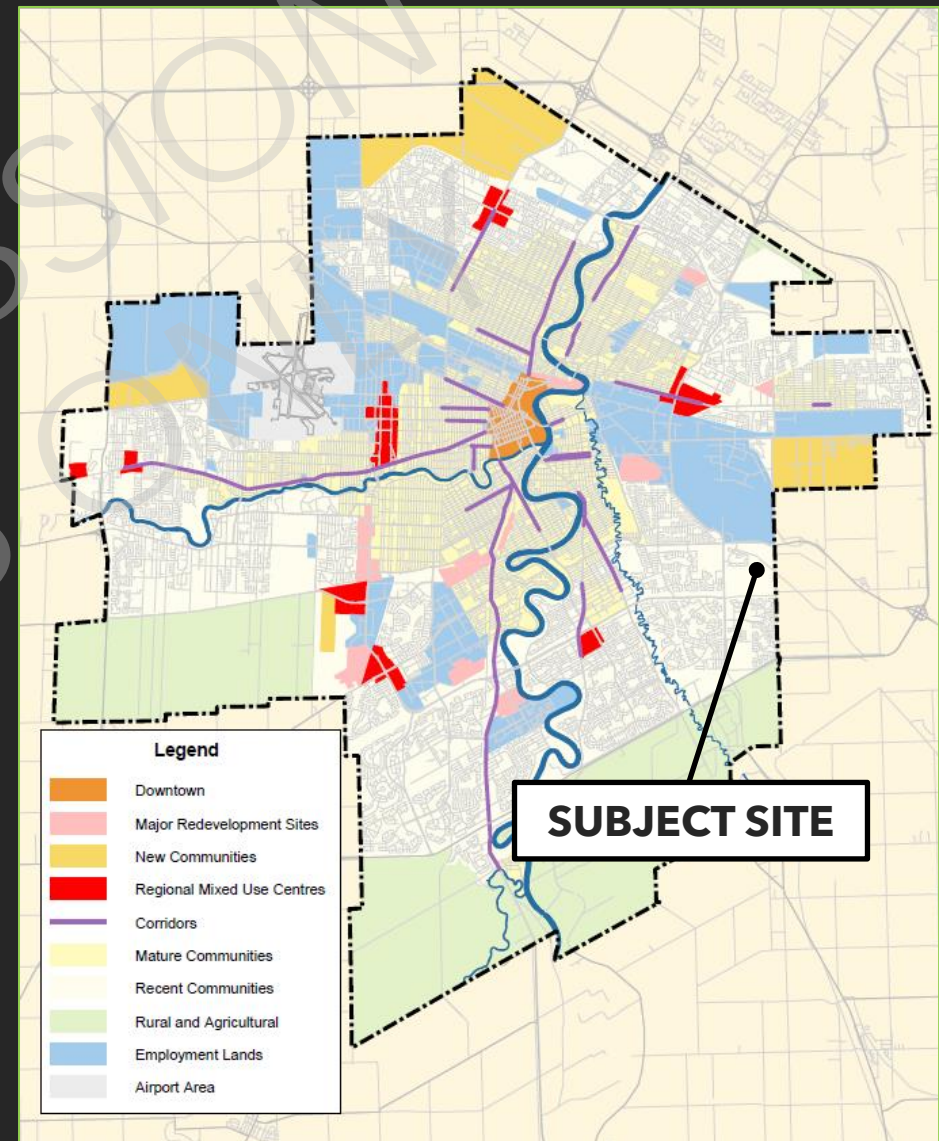 SUBJECT SITE
Legend
Downtown
Major Redevelopment Sites
New Communities
Regional Mixed Use Centres
Corridors
Mature Communities
Recent Communities
Rural and Agricultural
Employment Lands
Airport Area